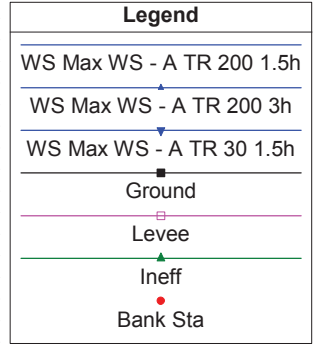 Legend
WS Max WS - A TR 200 1.5h
WS Max WS - A TR 200 3h
WS Max WS - A TR 30 1.5h
Ground
Levee
Ineff
Bank Sta